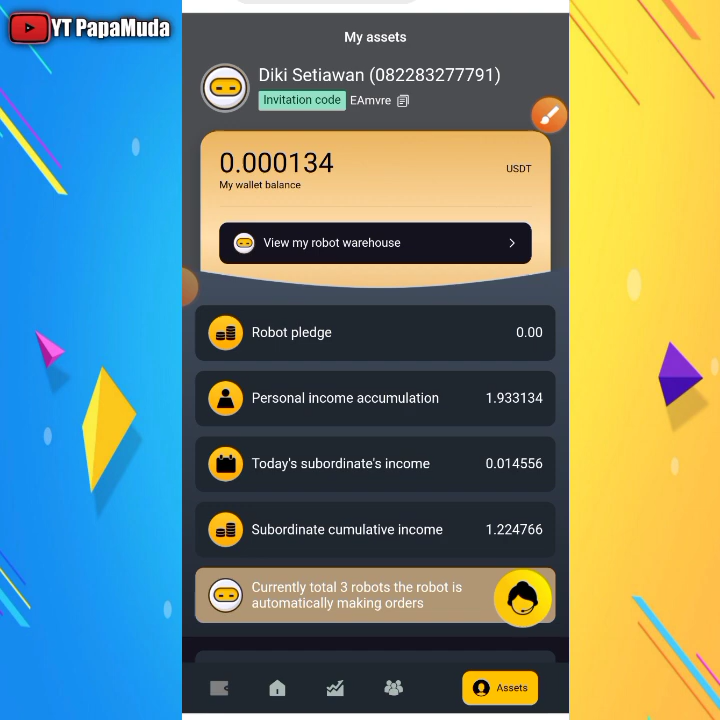 YT PapaMuda
My assets
Diki Setiawan (082283277791)
Invitation code EAmvre
0.000134 USDT
My wallet balance
View my robot warehouse
Robot pledge 0.00
Personal income accumulation 1.933134
Today's subordinate's income 0.014556
Subordinate cumulative income 1.224766
Currently total 3 robots the robot is
automatically making orders
Assets